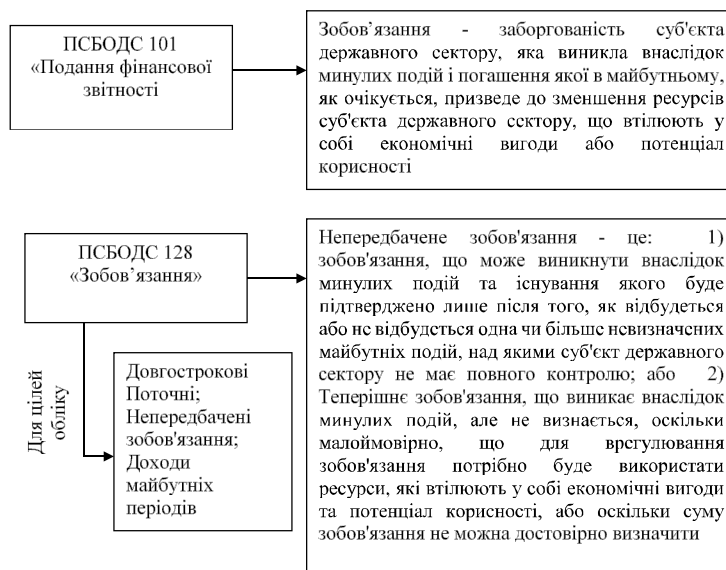 ПСБОДС 101
«Подання фінансової
звітності
Зобов’язання - заборгованість суб'єкта
державного сектору, яка виникла внаслідок
минулих подій і погашення якої в майбутньому,
як очікується, призведе до зменшення ресурсів
суб'єкта державного сектору, що втілюють у
собі економічні вигоди або потенціал
корисності
ПСБОДС 128
«Зобов’язання»
Непередбачене зобов'язання - це: 1)
зобов'язання, що може виникнути внаслідок
минулих подій та існування якого буде
підтверджено лише після того, як відбудеться
або не відбудеться одна чи більше невизначених
майбутніх подій, над якими суб'єкт державного
сектору не має повного контролю; або 2)
Теперішнє зобов'язання, що виникає внаслідок
минулих подій, але не визнається, оскільки
малоймовірно, що для врегулювання
зобов'язання потрібно буде використати
ресурси, які втілюють у собі економічні вигоди
та потенціал корисності, або оскільки суму
зобов'язання не можна достовірно визначити
Для цілей
обліку
Довгострокові
Поточні;
Непередбачені
зобов'язання;
Доходи
майбутніх
періодів